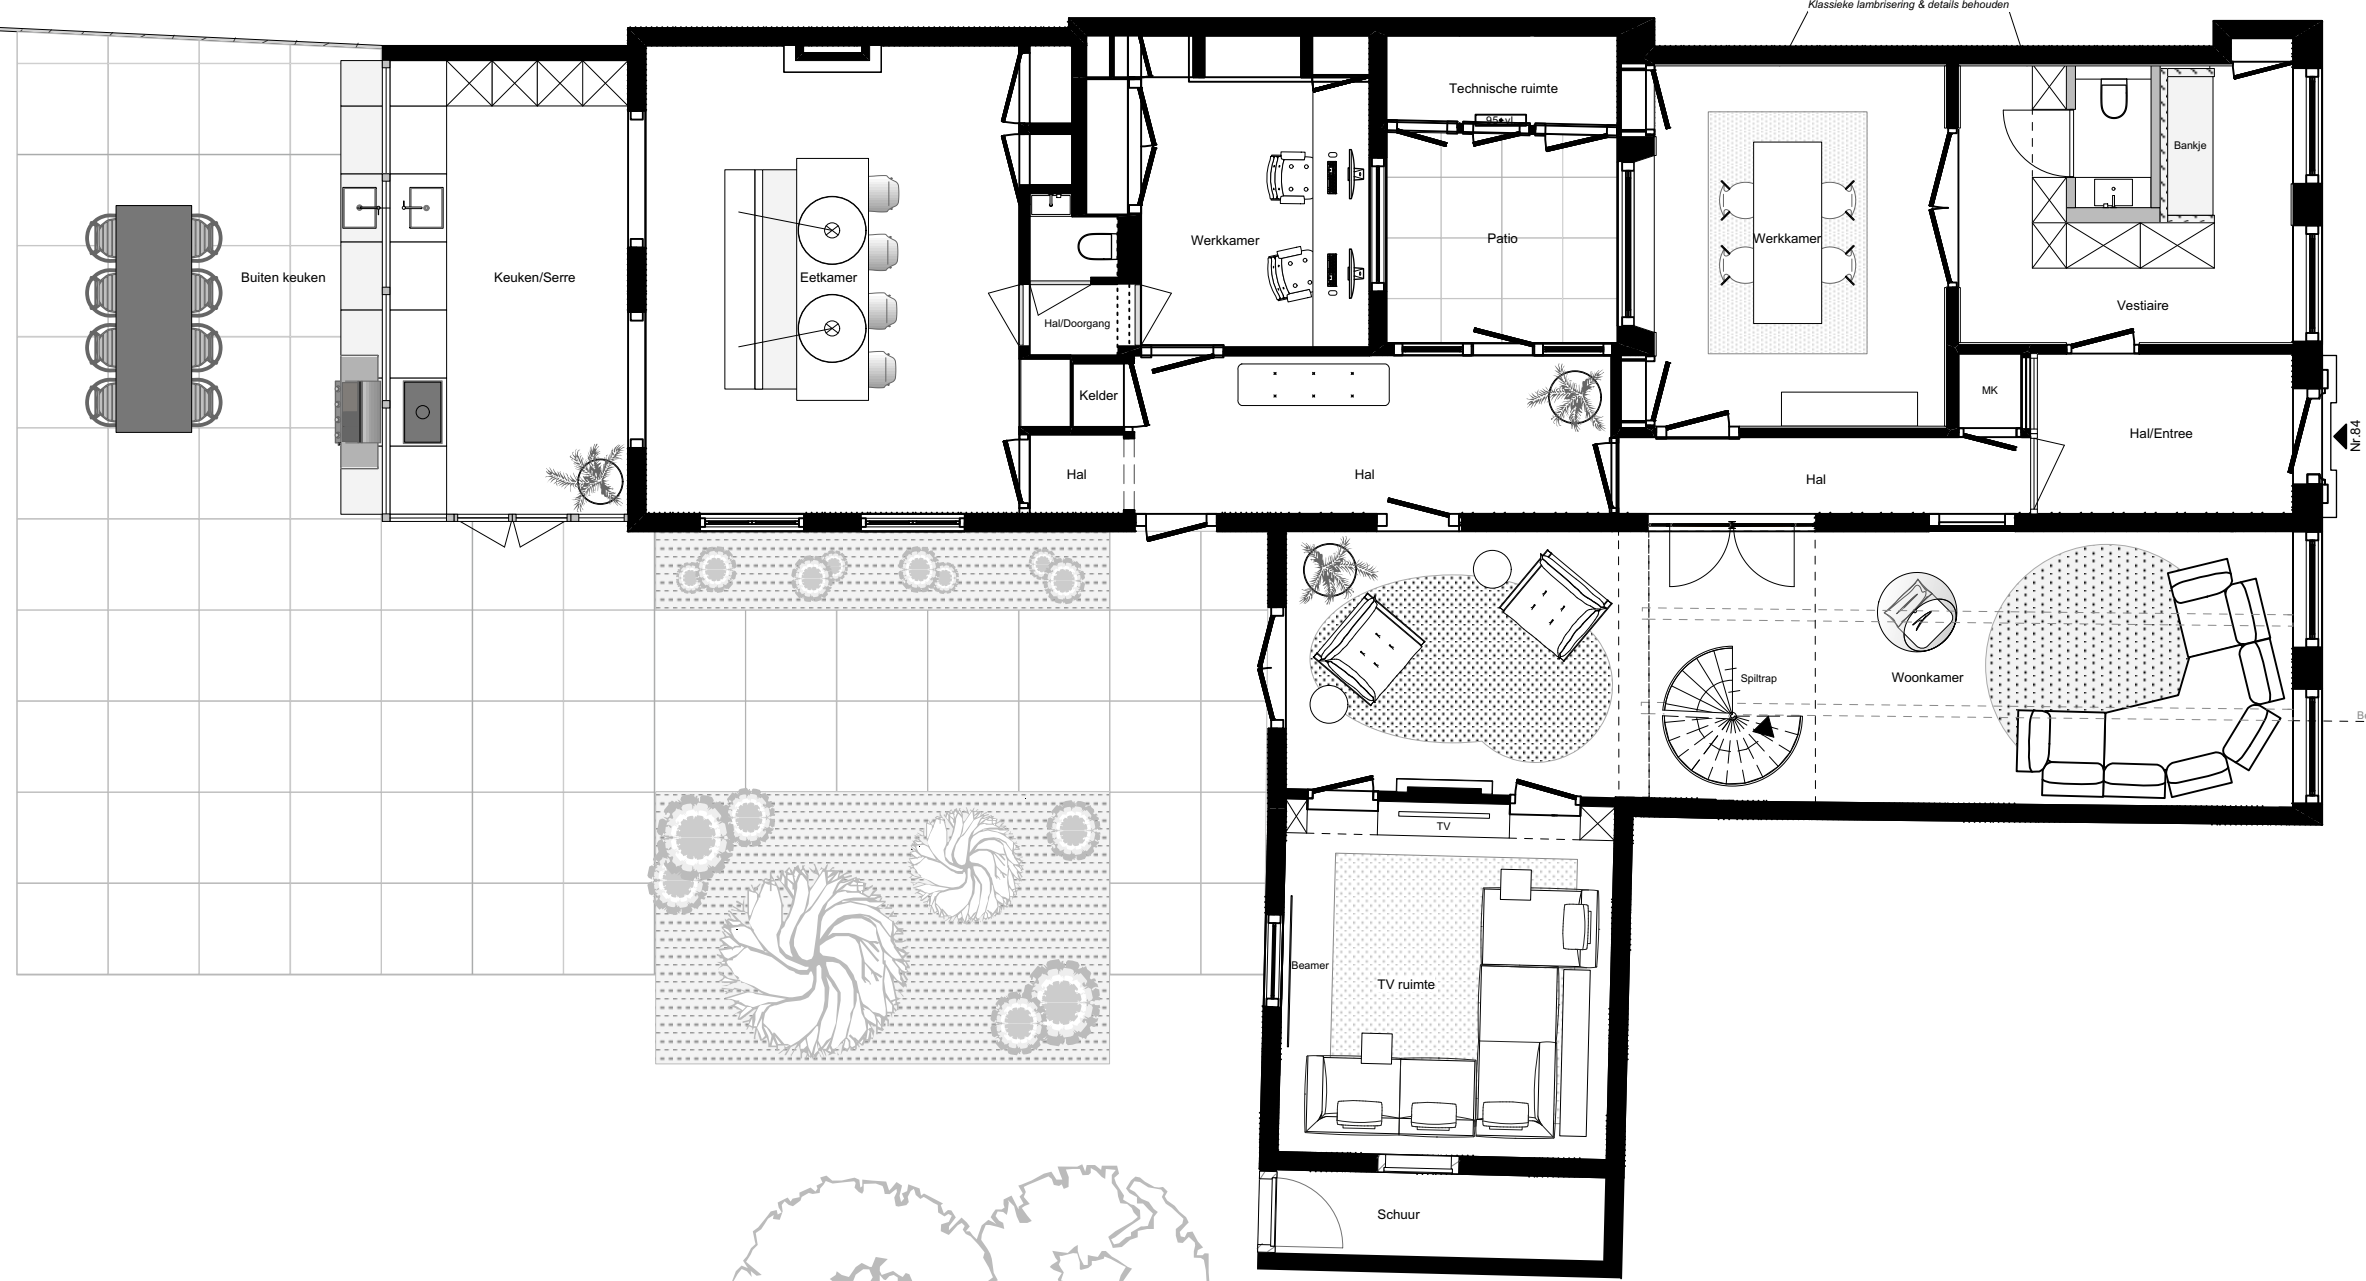 Klassieke lambrisering & details behouden
Technische ruimte
Bankje
Buiten keuken
Keuken/Serre
Eetkamer
Werkkamer
Patio
Werkkamer
Vestiaire
Hal/Doorgang
Kelder
MK
Hal/Entree
Nr.84
Hal
Hal
Hal
Spiltrap
Woonkamer
TV
Beamer
TV ruimte
Schuur